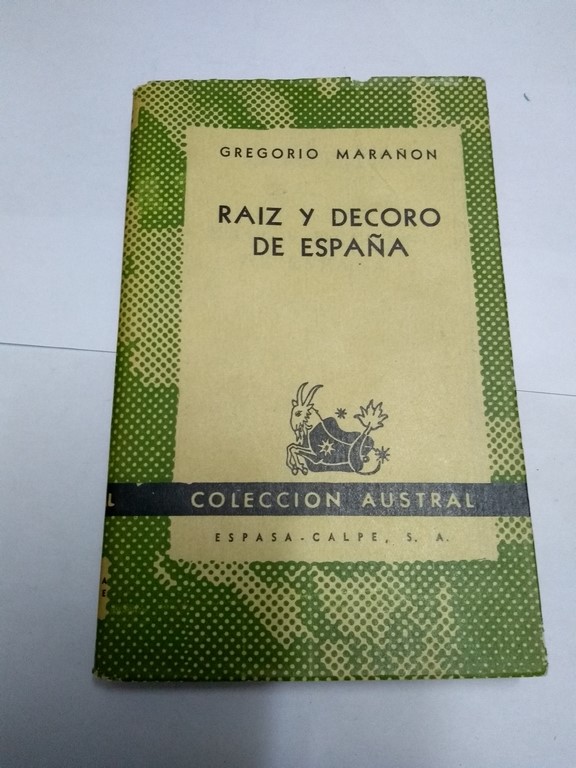 GREGORIO MARAÑON
RAIZ Y DECORO
DE ESPAÑA
L COLECCION AUSTRAL
ESPASA-CALPE, S. A.
A
E